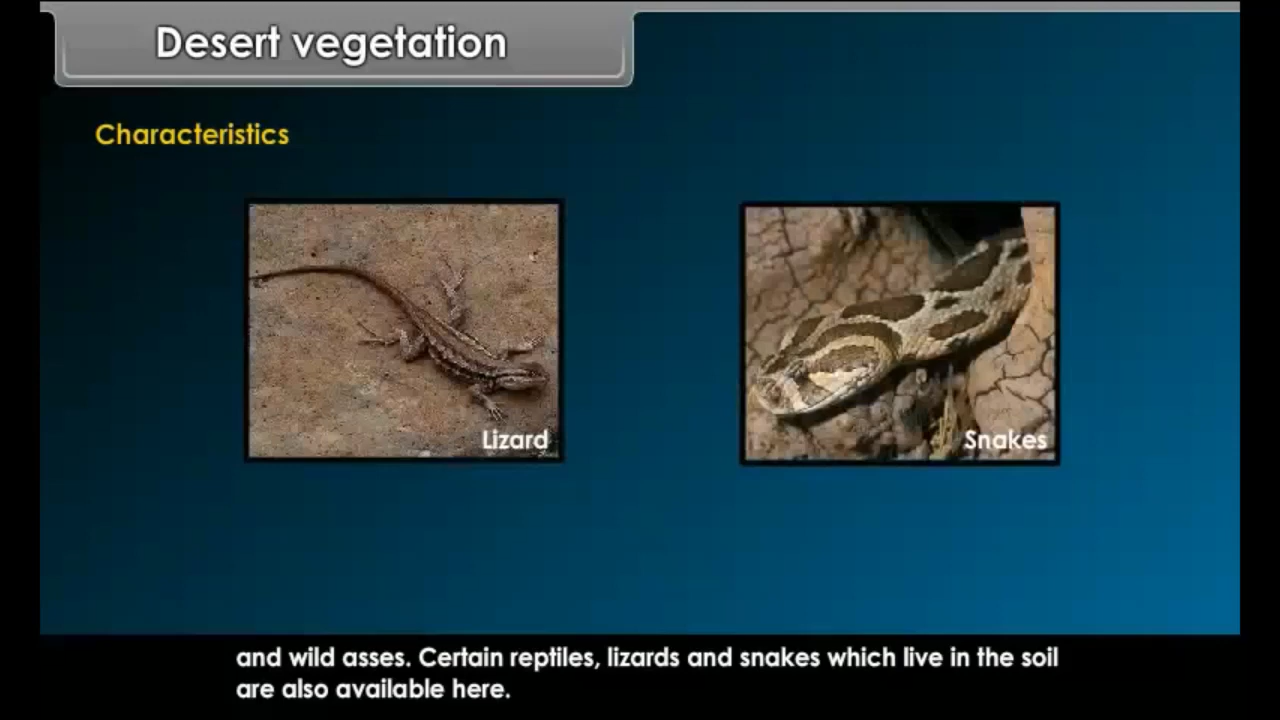 Desert vegetation
Characteristics
Lizard
Snakes
and wild asses. Certain reptiles, lizards and snakes which live in the soil
are also available here.